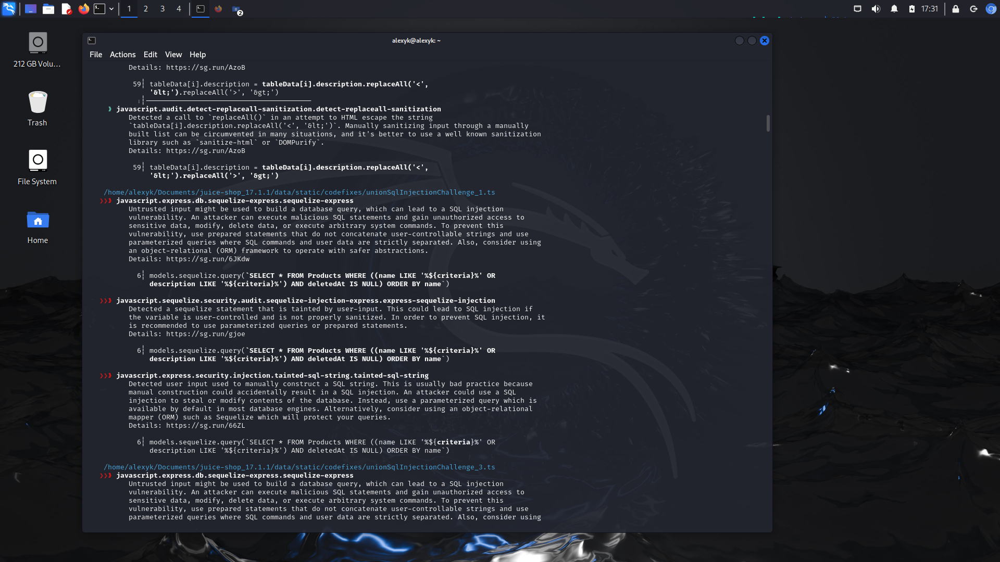 1 2 3 4
2
17:31
alexyk@alexyk: ~
File Actions Edit View Help
212 GB Volu...
Trash
File System
Home
Details: https://sg.run/AzoB
59┆ tableData[i].description = tableData[i].description.replaceAll('<',
'&lt;').replaceAll('>', '&gt;')
⋮┆----------------------------------------
❱ javascript.audit.detect-replaceall-sanitization.detect-replaceall-sanitization
Detected a call to `replaceAll()` in an attempt to HTML escape the string
`tableData[i].description.replaceAll('<', '&lt;')`. Manually sanitizing input through a manually
built list can be circumvented in many situations, and it's better to use a well known sanitization
library such as `sanitize-html` or `DOMPurify`.
Details: https://sg.run/AzoB
59┆ tableData[i].description = tableData[i].description.replaceAll('<',
'&lt;').replaceAll('>', '&gt;')
/home/alexyk/Documents/juice-shop_17.1.1/data/static/codefixes/unionSqlInjectionChallenge_1.ts
❯❯❱ javascript.express.db.sequelize-express.sequelize-express
Untrusted input might be used to build a database query, which can lead to a SQL injection
vulnerability. An attacker can execute malicious SQL statements and gain unauthorized access to
sensitive data, modify, delete data, or execute arbitrary system commands. To prevent this
vulnerability, use prepared statements that do not concatenate user-controllable strings and use
parameterized queries where SQL commands and user data are strictly separated. Also, consider using
an object-relational (ORM) framework to operate with safer abstractions.
Details: https://sg.run/6JKdw
6┆ models.sequelize.query(`SELECT * FROM Products WHERE ((name LIKE '%${criteria}%' OR
description LIKE '%${criteria}%') AND deletedAt IS NULL) ORDER BY name`)
❯❯❱ javascript.sequelize.security.audit.sequelize-injection-express.express-sequelize-injection
Detected a sequelize statement that is tainted by user-input. This could lead to SQL injection if
the variable is user-controlled and is not properly sanitized. In order to prevent SQL injection, it
is recommended to use parameterized queries or prepared statements.
Details: https://sg.run/gjoe
6┆ models.sequelize.query(`SELECT * FROM Products WHERE ((name LIKE '%${criteria}%' OR
description LIKE '%${criteria}%') AND deletedAt IS NULL) ORDER BY name`)
❯❯❱ javascript.express.security.injection.tainted-sql-string.tainted-sql-string
Detected user input used to manually construct a SQL string. This is usually bad practice because
manual construction could accidentally result in a SQL injection. An attacker could use a SQL
injection to steal or modify contents of the database. Instead, use a parameterized query which is
available by default in most database engines. Alternatively, consider using an object-relational
mapper (ORM) such as Sequelize which will protect your queries.
Details: https://sg.run/66ZL
6┆ models.sequelize.query(`SELECT * FROM Products WHERE ((name LIKE '%${criteria}%' OR
description LIKE '%${criteria}%') AND deletedAt IS NULL) ORDER BY name`)
/home/alexyk/Documents/juice-shop_17.1.1/data/static/codefixes/unionSqlInjectionChallenge_3.ts
❯❯❱ javascript.express.db.sequelize-express.sequelize-express
Untrusted input might be used to build a database query, which can lead to a SQL injection
vulnerability. An attacker can execute malicious SQL statements and gain unauthorized access to
sensitive data, modify, delete data, or execute arbitrary system commands. To prevent this
vulnerability, use prepared statements that do not concatenate user-controllable strings and use
parameterized queries where SQL commands and user data are strictly separated. Also, consider using